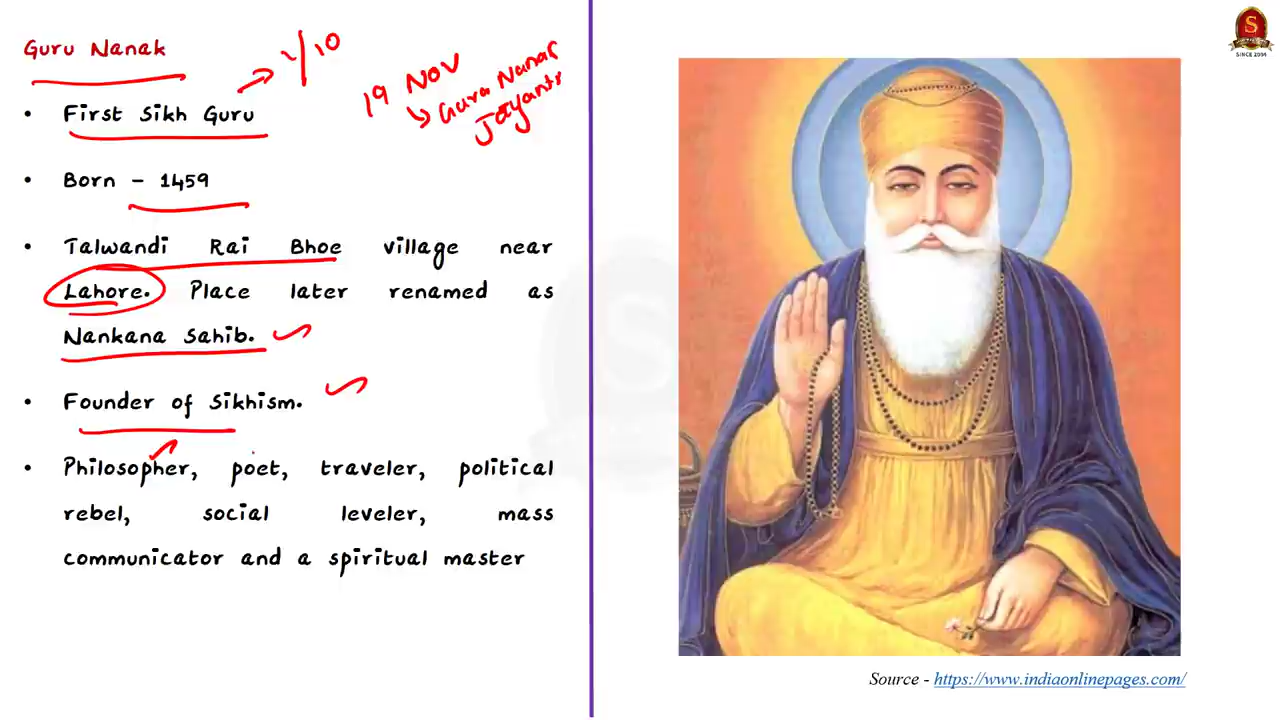 Guru Nanak
1/10
19 NOV
Guru Nanak
Jayanti
• First Sikh Guru
• Born - 1459
• Talwandi Rai Bhoe village near
Lahore. Place later renamed as
Nankana Sahib.
• Founder of Sikhism.
• Philosopher, poet, traveler, political
rebel, social leveler, mass
communicator and a spiritual master
S
SINCE 2004
Source - https://www.indiaonlinepages.com/